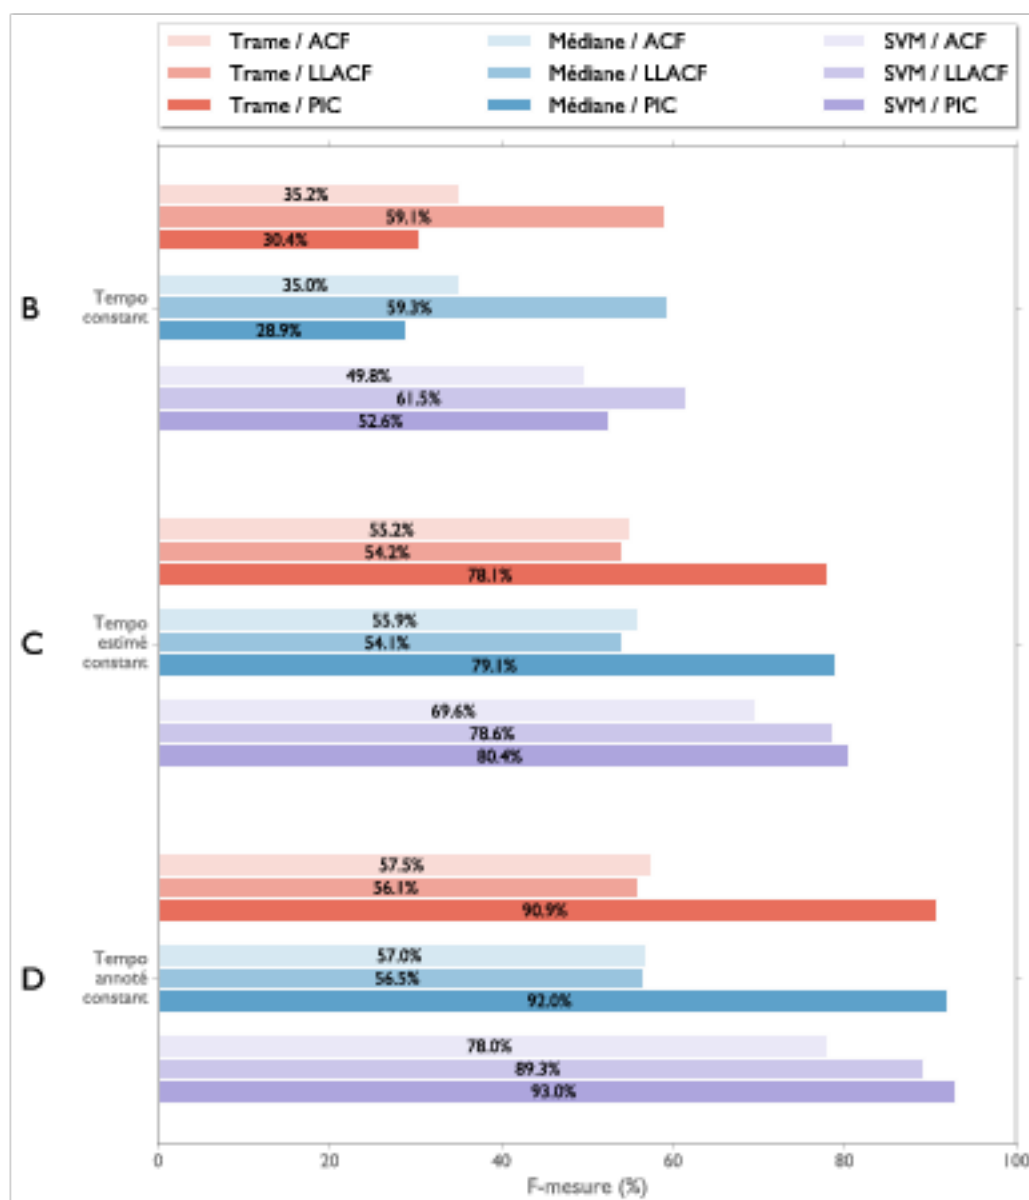 Trame / ACF
Médiane / ACF
SVM / ACF
Trame / LLACF
Médiane / LLACF
SVM / LLACF
Trame / PIC
Médiane / PIC
SVM / PIC
B
Tempo
constant
35.2%
59.1%
30.4%
35.0%
59.3%
28.9%
49.8%
61.5%
52.6%
C
Tempo
estimé
constant
55.2%
54.2%
78.1%
55.9%
54.1%
79.1%
69.6%
78.6%
80.4%
D
Tempo
annoté
constant
57.5%
56.1%
90.9%
57.0%
56.5%
92.0%
78.0%
89.3%
93.0%
0 20 40 60 80 100
F-mesure (%)